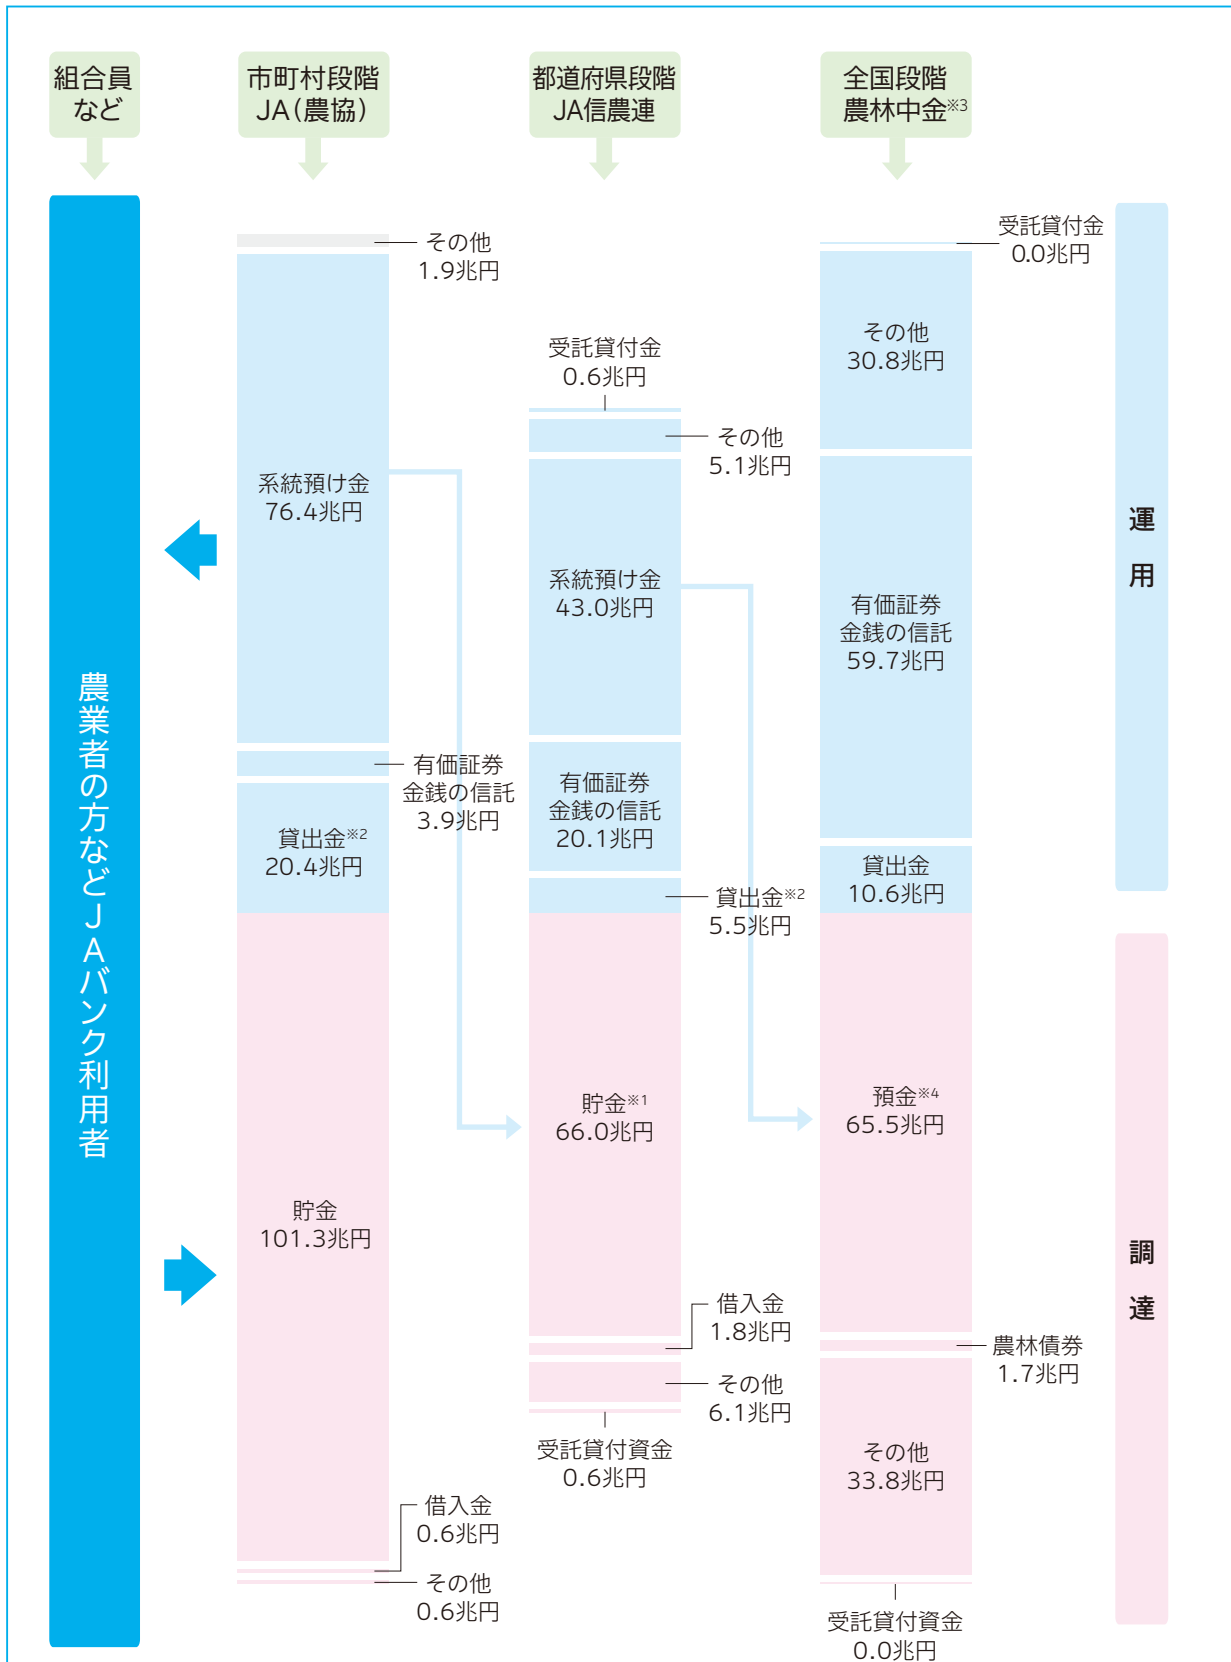 組合員
など
市町村段階
JA（農協）
都道府県段階
JA信農連
全国段階
農林中金※3
農業者の方などJAバンク利用者
その他
1.9兆円
系統預け金
76.4兆円
有価証券
金銭の信託
3.9兆円
貸出金※2
20.4兆円
貯金
101.3兆円
借入金
0.6兆円
その他
0.6兆円
受託貸付金
0.6兆円
その他
5.1兆円
系統預け金
43.0兆円
有価証券
金銭の信託
20.1兆円
貸出金※2
5.5兆円
貯金※1
66.0兆円
借入金
1.8兆円
その他
6.1兆円
受託貸付資金
0.6兆円
受託貸付金
0.0兆円
その他
30.8兆円
有価証券
金銭の信託
59.7兆円
貸出金
10.6兆円
預金※4
65.5兆円
農林債券
1.7兆円
その他
33.8兆円
受託貸付資金
0.0兆円
運用
調達